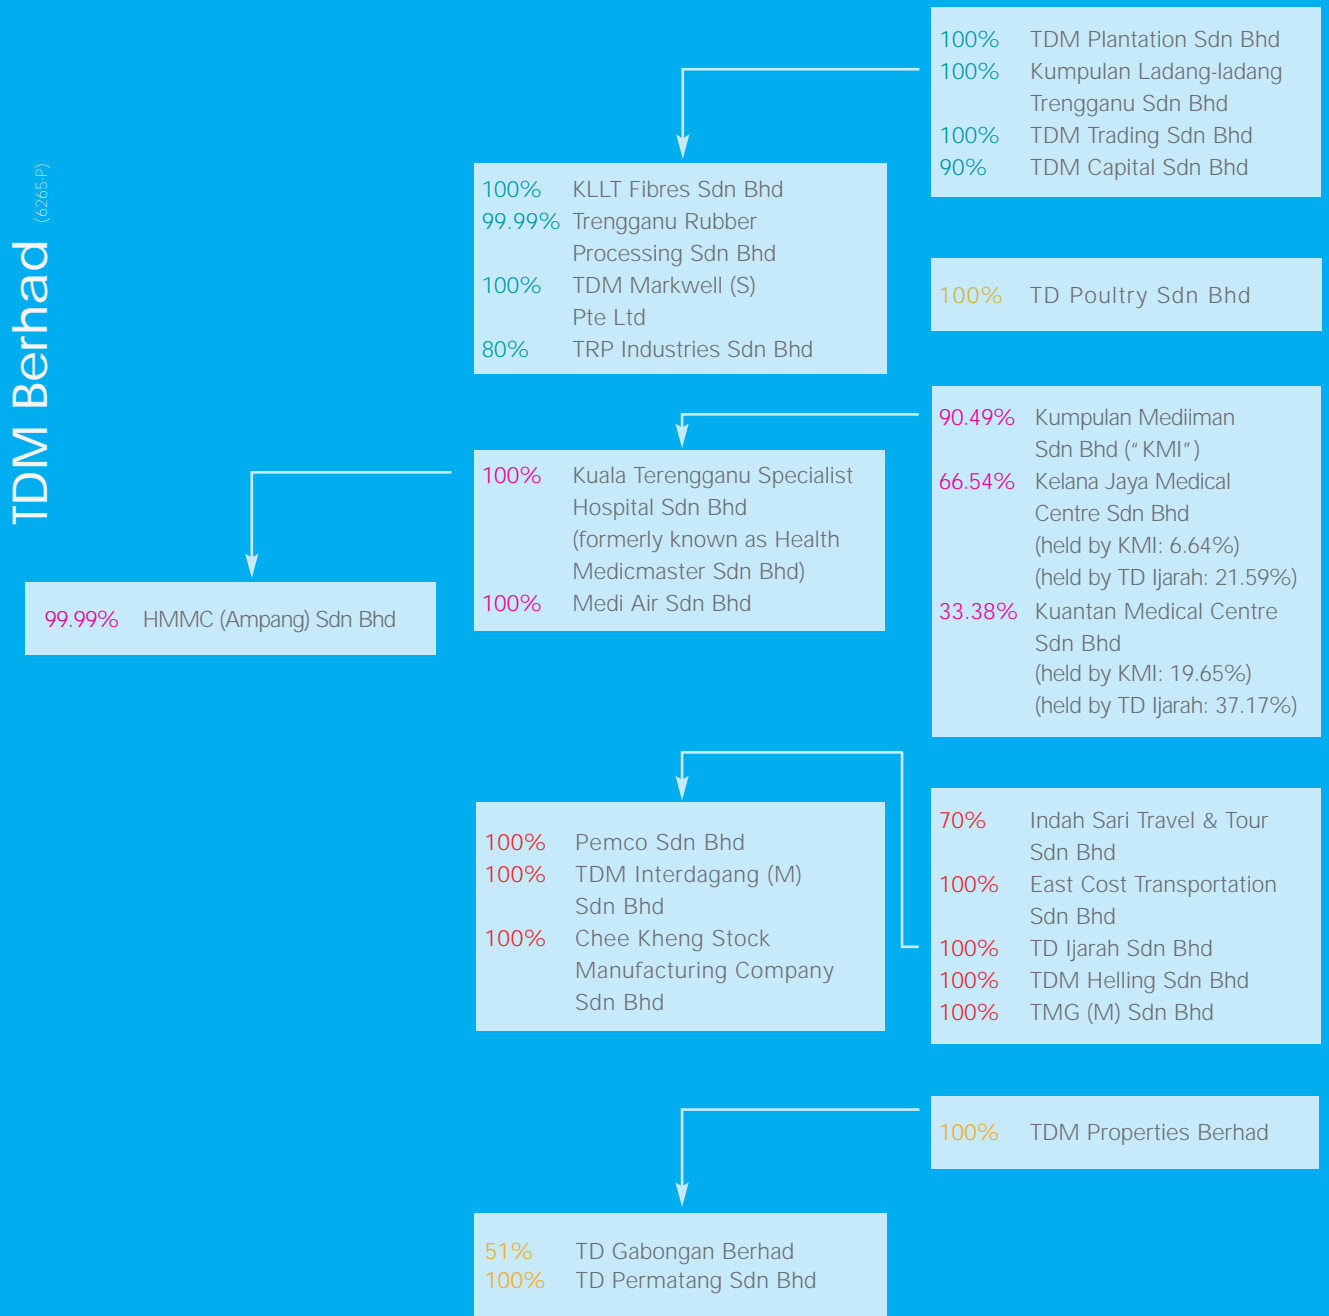 TDM Berhad (6265-P)
100% TDM Plantation Sdn Bhd
100% Kumpulan Ladang-ladang
Trengganu Sdn Bhd
100% TDM Trading Sdn Bhd
90% TDM Capital Sdn Bhd
100% KLLT Fibres Sdn Bhd
99.99% Trengganu Rubber
Processing Sdn Bhd
100% TDM Markwell (S)
Pte Ltd
80% TRP Industries Sdn Bhd
100% TD Poultry Sdn Bhd
90.49% Kumpulan Mediiman
Sdn Bhd (“KMI”)
66.54% Kelana Jaya Medical
Centre Sdn Bhd
(held by KMI: 6.64%)
(held by TD Ijarah: 21.59%)
33.38% Kuantan Medical Centre
Sdn Bhd
(held by KMI: 19.65%)
(held by TD Ijarah: 37.17%)
100% Kuala Terengganu Specialist
Hospital Sdn Bhd
(formerly known as Health
Medicmaster Sdn Bhd)
100% Medi Air Sdn Bhd
99.99% HMMC (Ampang) Sdn Bhd
70% Indah Sari Travel & Tour
Sdn Bhd
100% East Cost Transportation
Sdn Bhd
100% TD Ijarah Sdn Bhd
100% TDM Helling Sdn Bhd
100% TMG (M) Sdn Bhd
100% Pemco Sdn Bhd
100% TDM Interdagang (M)
Sdn Bhd
100% Chee Kheng Stock
Manufacturing Company
Sdn Bhd
100% TDM Properties Berhad
51% TD Gabongan Berhad
100% TD Permatang Sdn Bhd